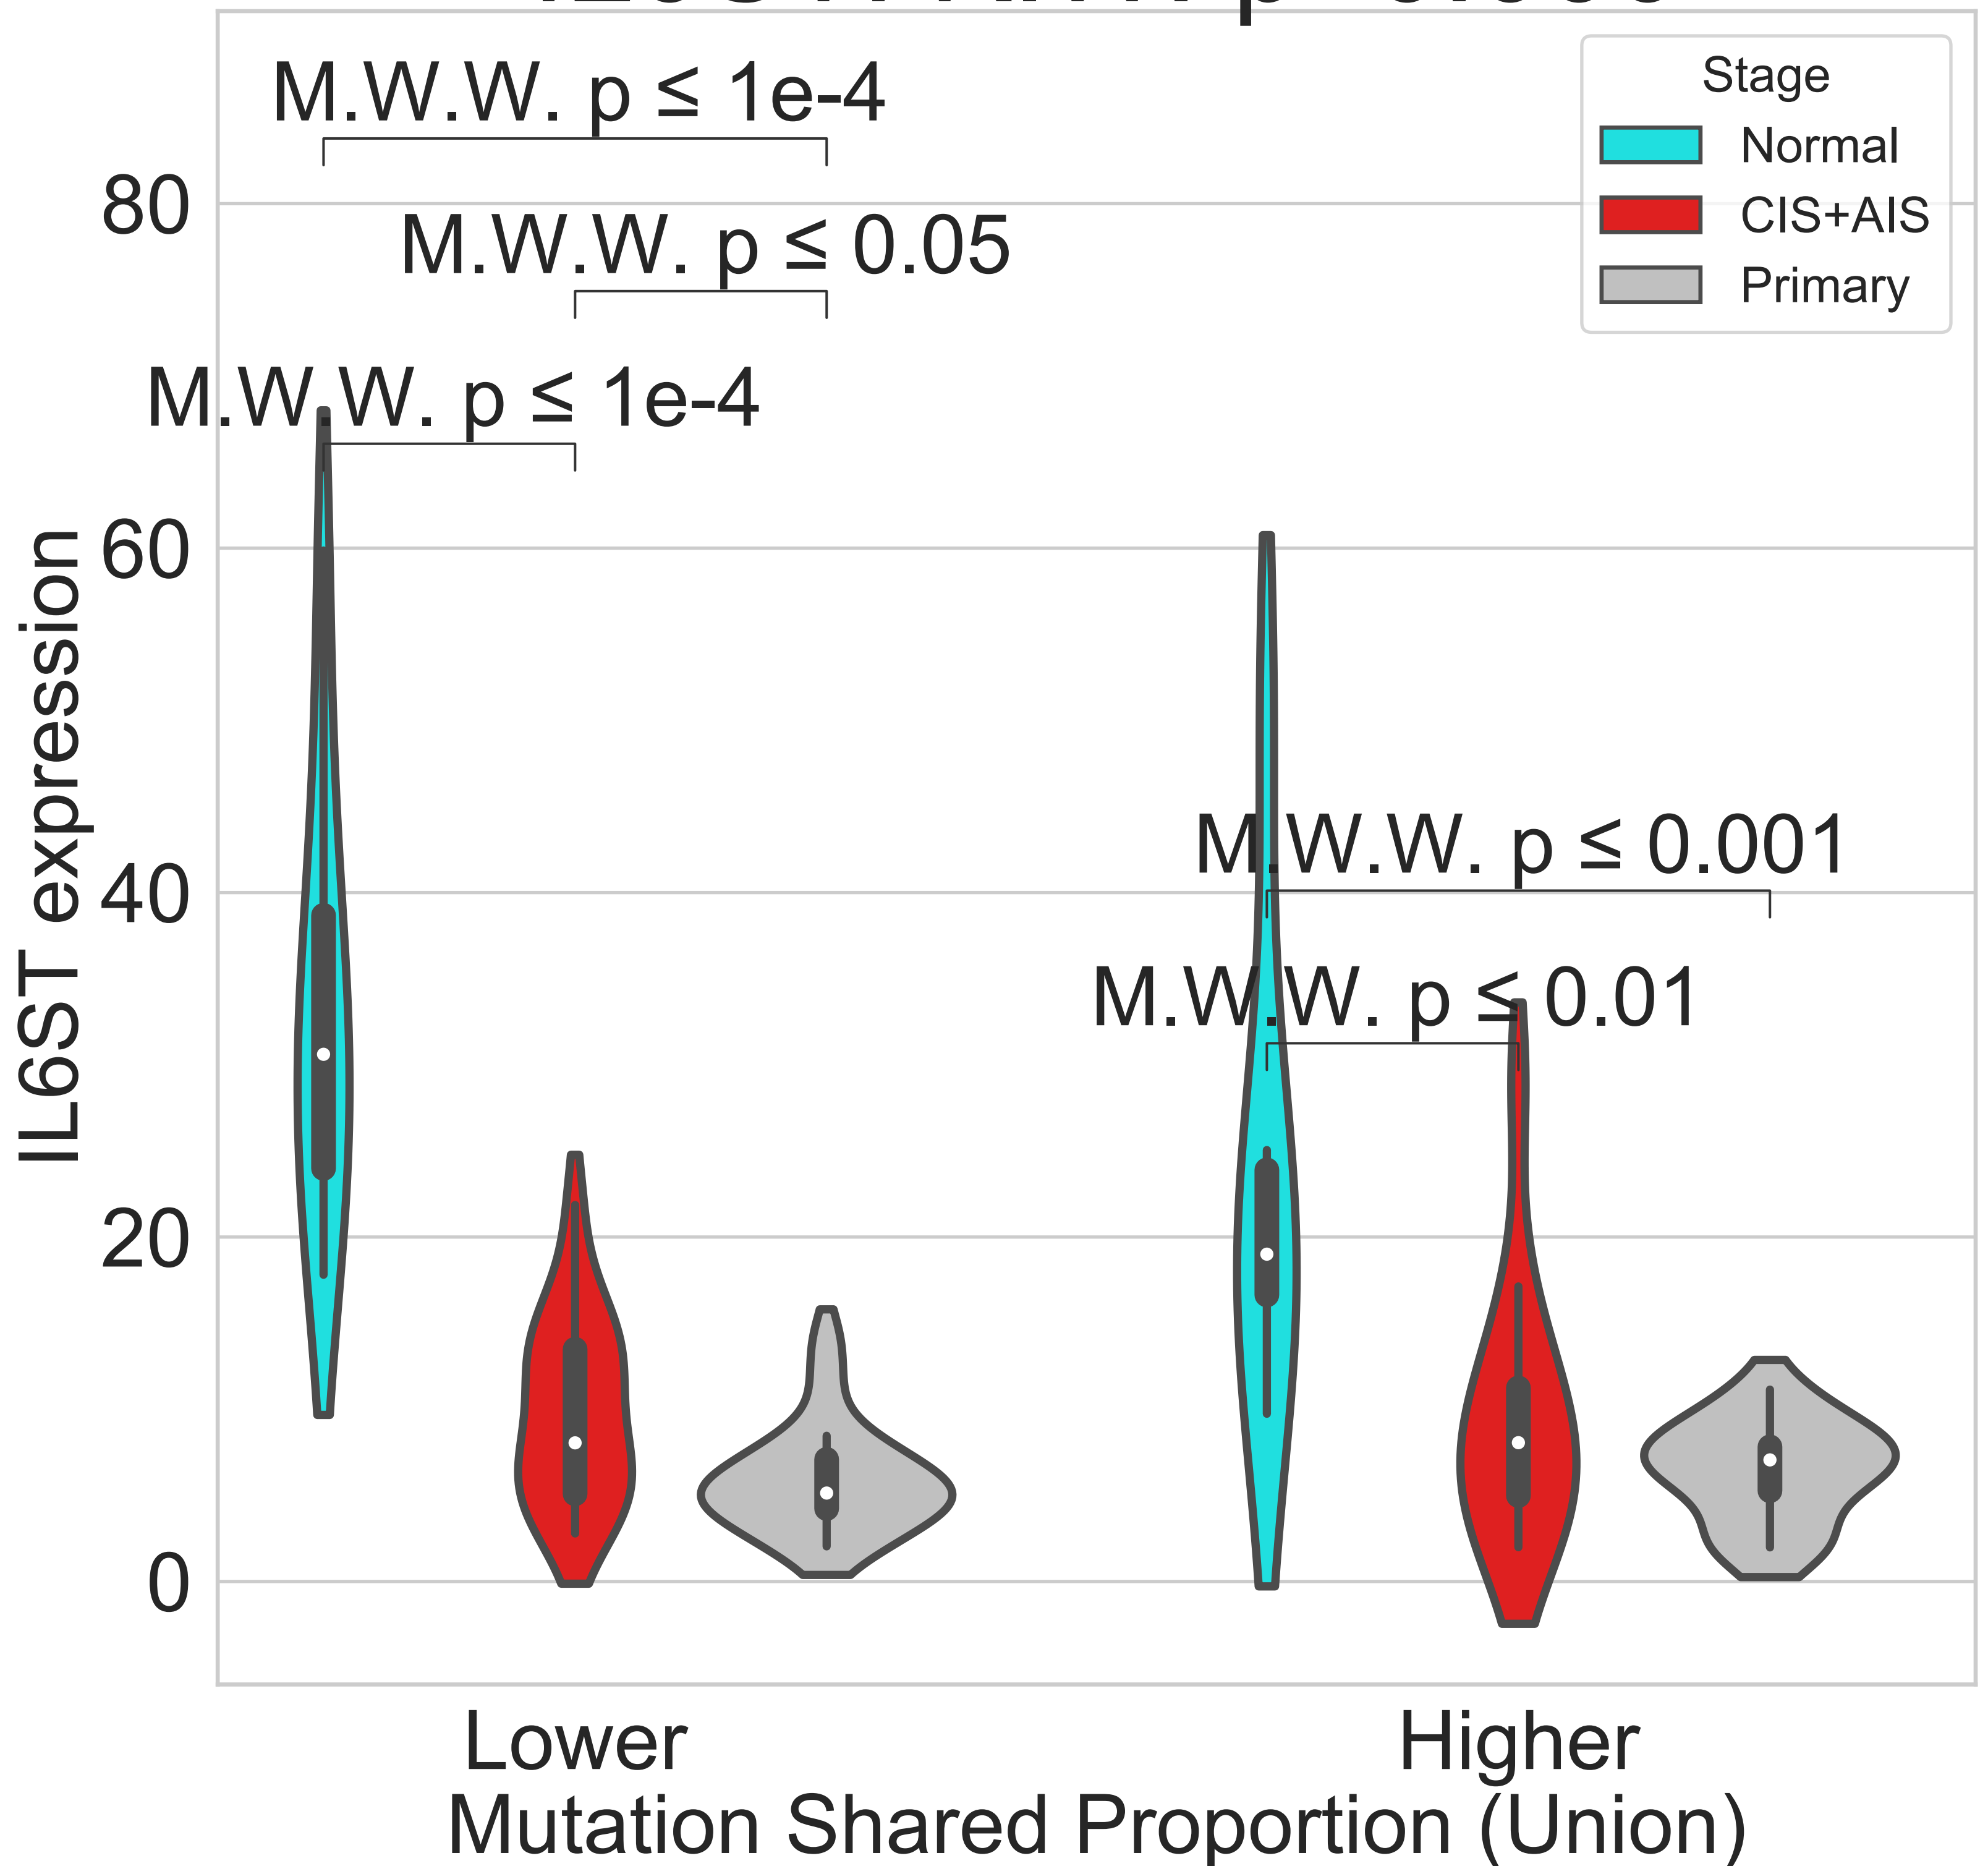 M.W.W. p ≤ 1e-4
M.W.W. p ≤ 0.05
M.W.W. p ≤ 1e-4
M.W.W. p ≤ 0.001
M.W.W. p ≤ 0.01
Stage
Normal
CIS+AIS
Primary
80
60
40
20
0
IL6ST expression
Lower
Higher
Mutation Shared Proportion (Union)